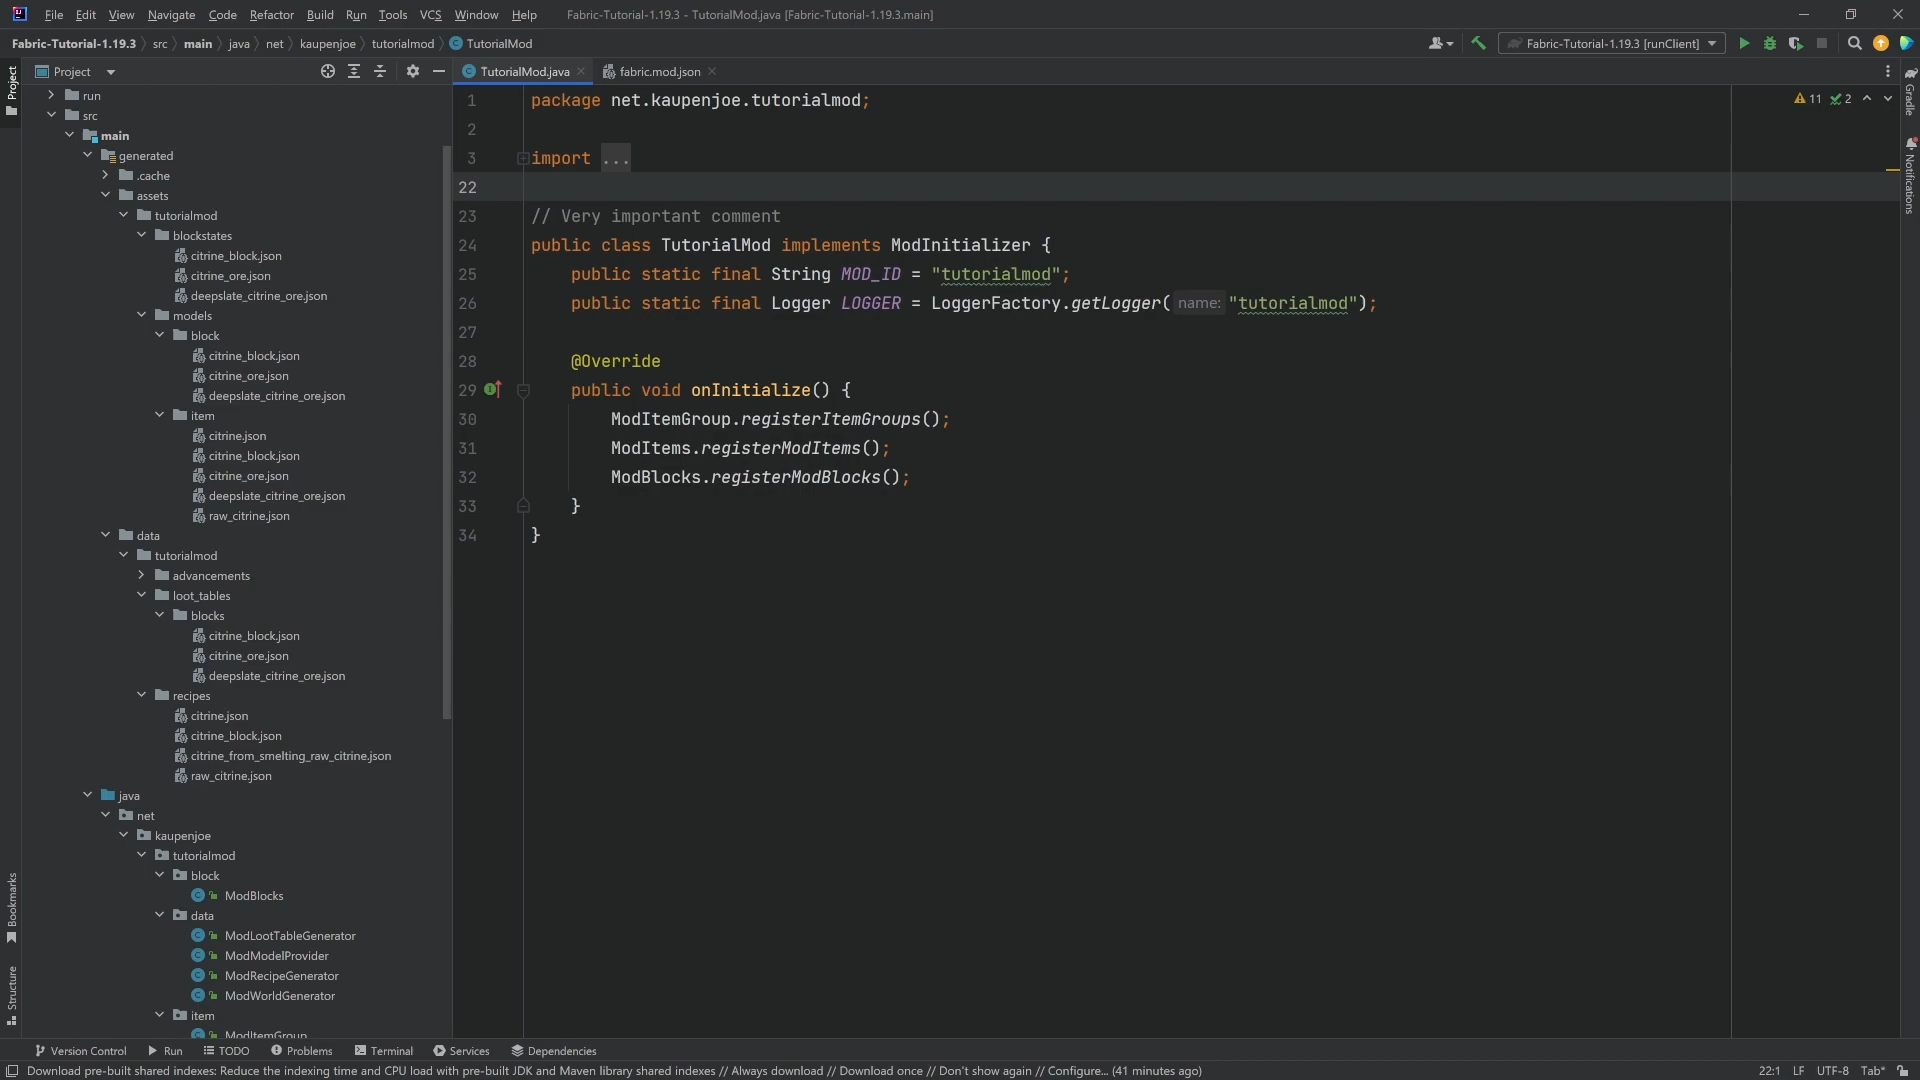 File Edit View Navigate Code Refactor Build Run Tools VCS Window Help Fabric-Tutorial-1.19.3 - TutorialMod.java [Fabric-Tutorial-1.19.3.main]
Fabric-Tutorial-1.19.3 src main java net kaupenjoe tutorialmod TutorialMod
Fabric-Tutorial-1.19.3 [runClient]
Project
Project
TutorialMod.java
fabric.mod.json
run
src
main
generated
.cache
assets
tutorialmod
blockstates
citrine_block.json
citrine_ore.json
deepslate_citrine_ore.json
models
block
citrine_block.json
citrine_ore.json
deepslate_citrine_ore.json
item
citrine.json
citrine_block.json
citrine_ore.json
deepslate_citrine_ore.json
raw_citrine.json
data
tutorialmod
advancements
loot_tables
blocks
citrine_block.json
citrine_ore.json
deepslate_citrine_ore.json
recipes
citrine.json
citrine_block.json
citrine_from_smelting_raw_citrine.json
raw_citrine.json
java
net
kaupenjoe
tutorialmod
block
ModBlocks
data
ModLootTableGenerator
ModModelProvider
ModRecipeGenerator
ModWorldGenerator
item
ModItemGroup
Bookmarks
Structure
1 package net.kaupenjoe.tutorialmod;
2
3 import ...
22
23 // Very important comment
24 public class TutorialMod implements ModInitializer {
25 public static final String MOD_ID = "tutorialmod";
26 public static final Logger LOGGER = LoggerFactory.getLogger( name: "tutorialmod");
27
28 @Override
29 public void onInitialize() {
30 ModItemGroup.registerItemGroups();
31 ModItems.registerModItems();
32 ModBlocks.registerModBlocks();
33 }
34 }
11 2
Gradle
Notifications
Version Control Run TODO Problems Terminal Services Dependencies
Download pre-built shared indexes: Reduce the indexing time and CPU load with pre-built JDK and Maven library shared indexes // Always download // Download once // Don't show again // Configure... (41 minutes ago)
22:1 LF UTF-8 Tab*